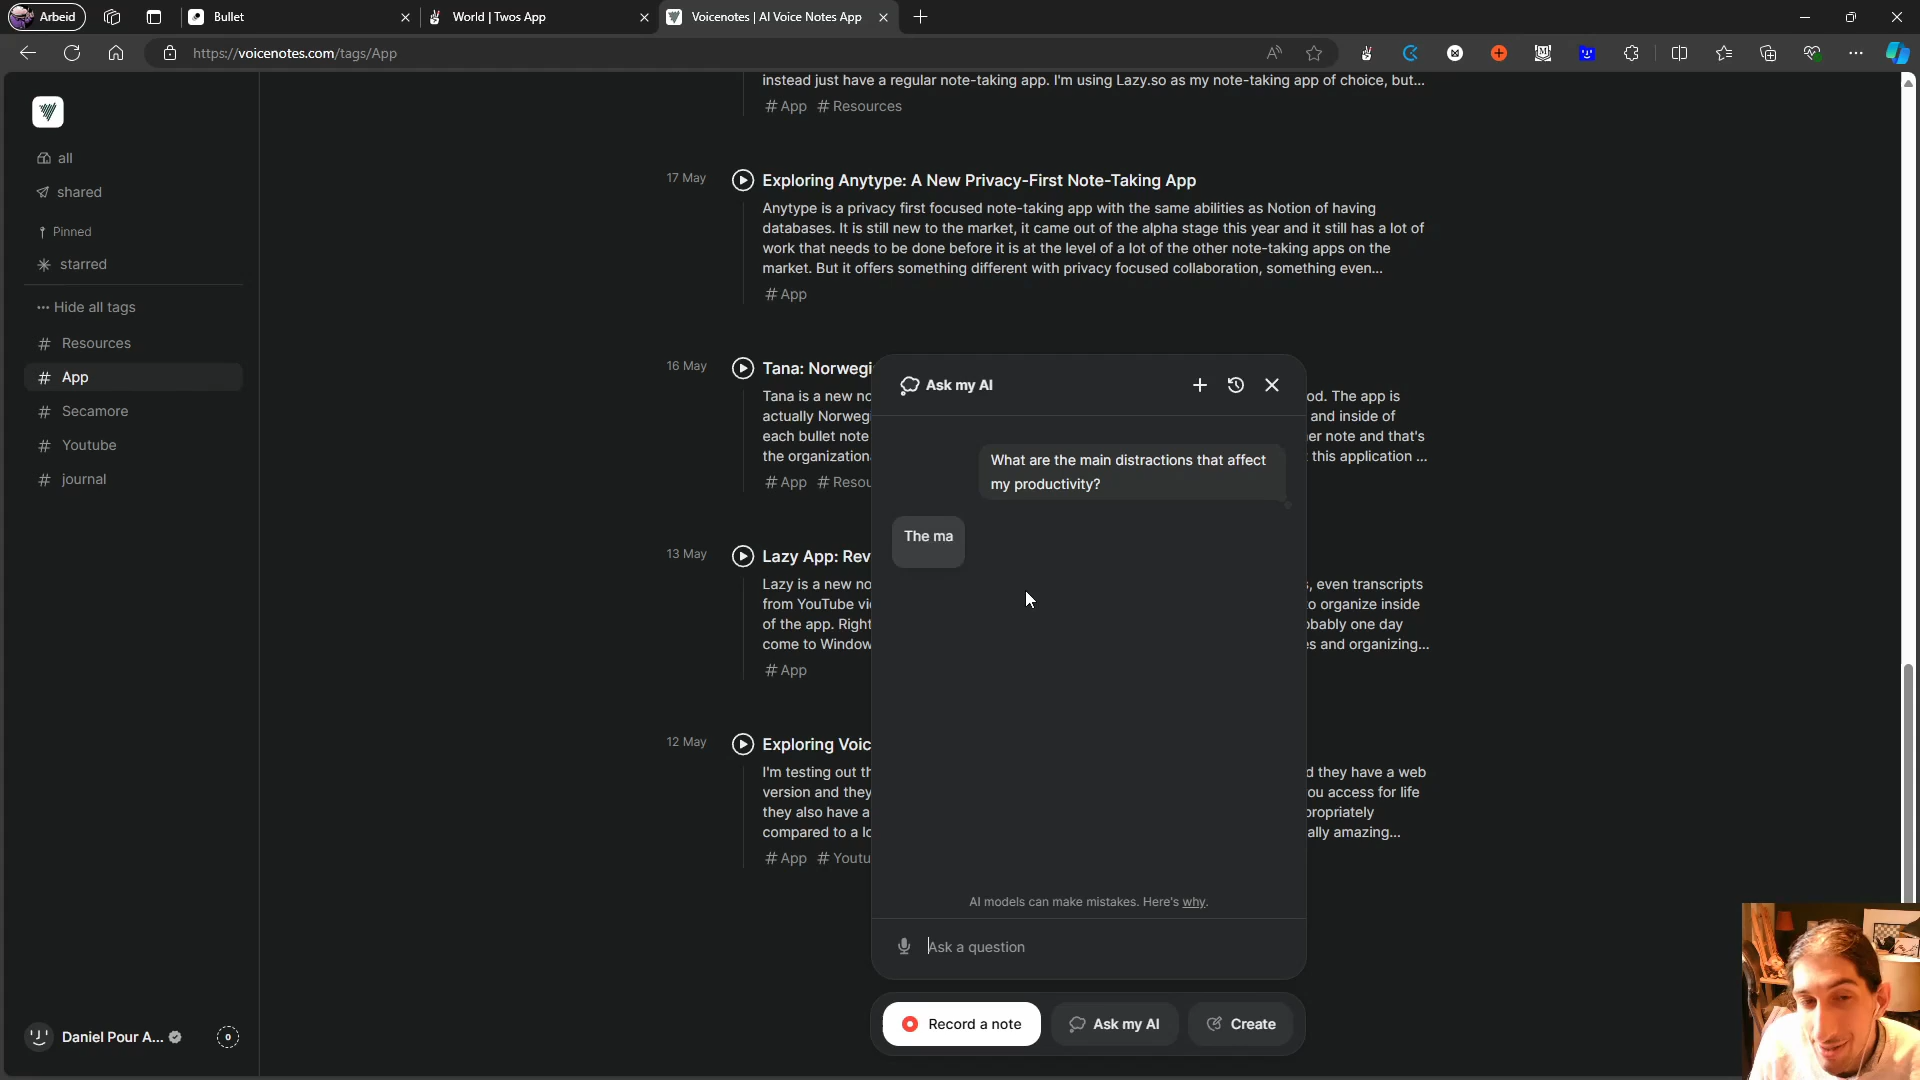 Arbeid
Bullet
World | Twos App
Voicenotes | AI Voice Notes App
https://voicenotes.com/tags/App
all
shared
Pinned
starred
Hide all tags
# Resources
# App
# Secamore
# Youtube
# journal
Daniel Pour A...
0
instead just have a regular note-taking app. I'm using Lazy.so as my note-taking app of choice, but...
# App # Resources
17 May
Exploring Anytype: A New Privacy-First Note-Taking App
Anytype is a privacy first focused note-taking app with the same abilities as Notion of having
databases. It is still new to the market, it came out of the alpha stage this year and it still has a lot of
work that needs to be done before it is at the level of a lot of the other note-taking apps on the
market. But it offers something different with privacy focused collaboration, something even...
# App
16 May
Tana: Norwegi
Tana is a new no od. The app is
actually Norweg and inside of
each bullet note er note and that's
the organization this application ...
# App # Resou
13 May
Lazy App: Rev
Lazy is a new no s, even transcripts
from YouTube vi o organize inside
of the app. Right bably one day
come to Window es and organizing...
# App
12 May
Exploring Voic
I'm testing out th d they have a web
version and they ou access for life
they also have a propriately
compared to a lo ally amazing...
# App # Youtu
Ask my AI
What are the main distractions that affect
my productivity?
The ma
AI models can make mistakes. Here's why.
Ask a question
Record a note
Ask my AI
Create